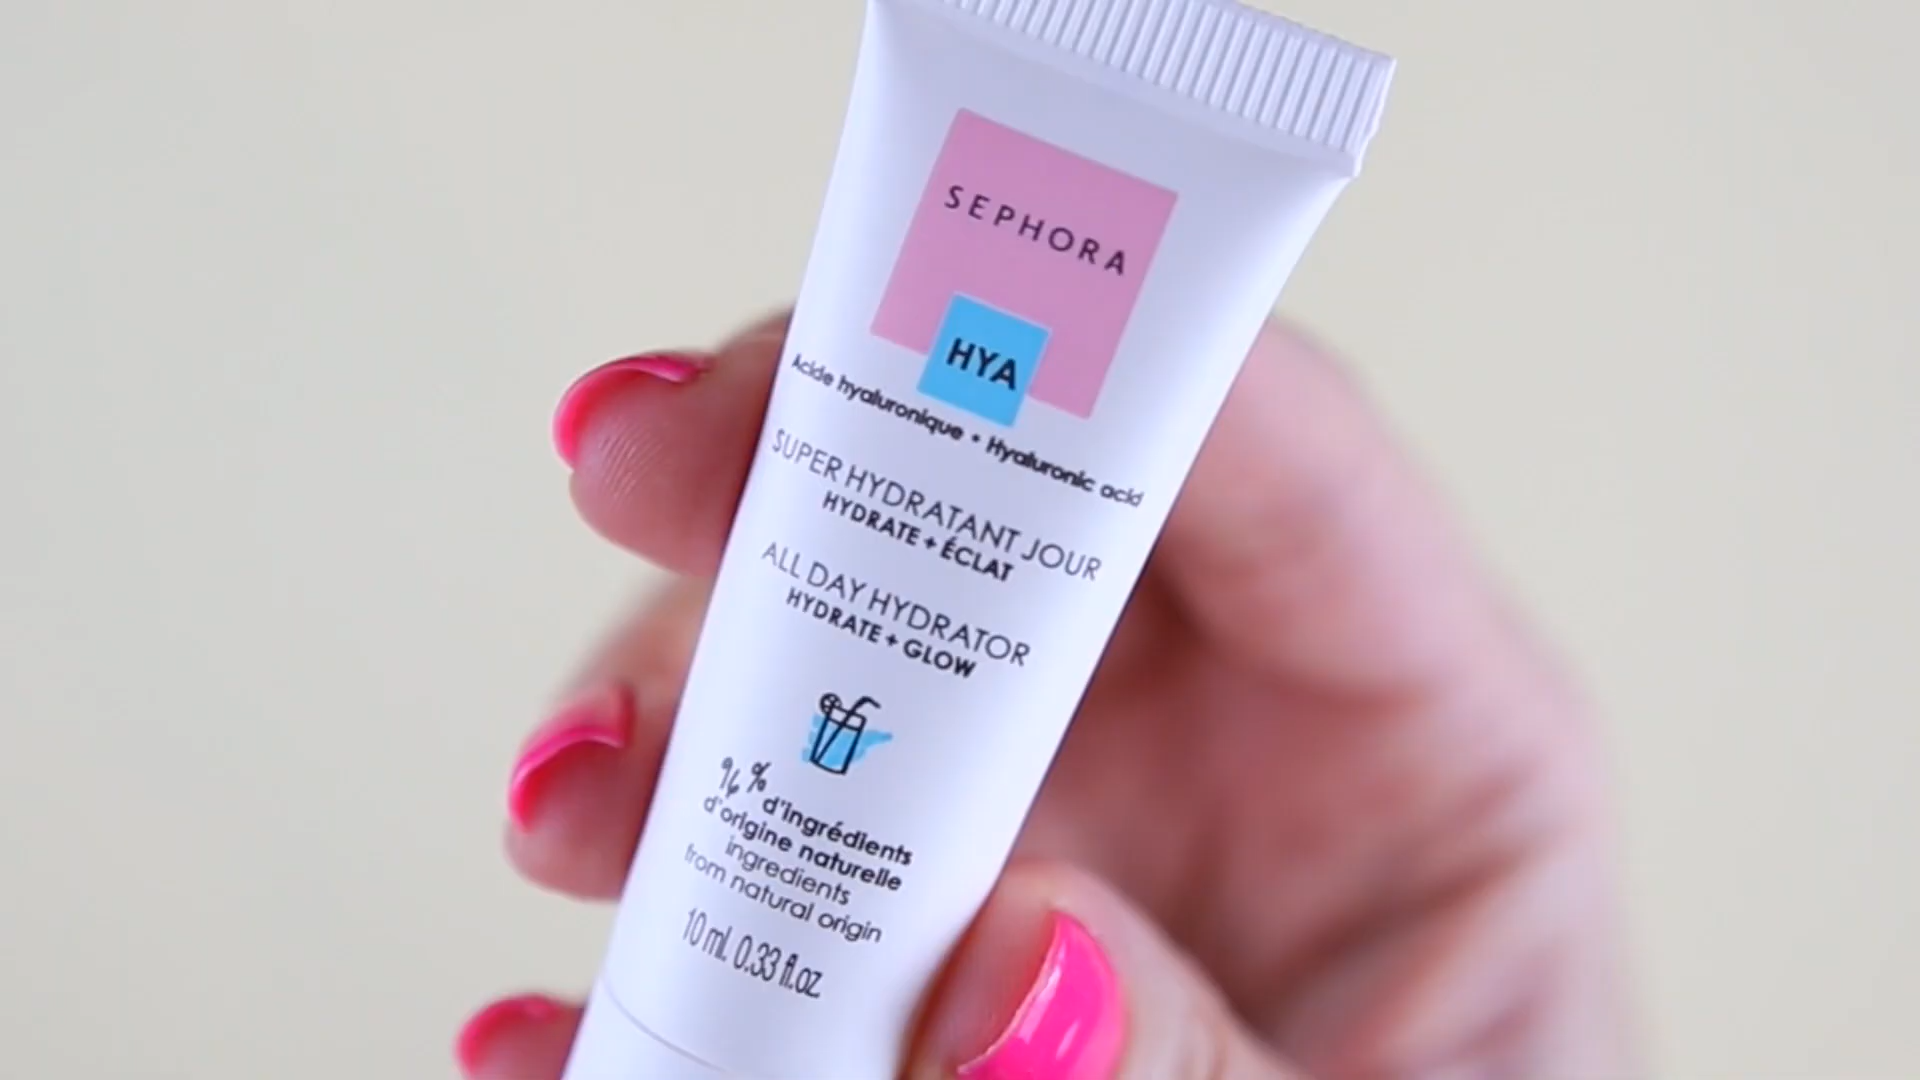 SEPHORA
HYA
Acide hyaluronique • Hyaluronic acid
SUPER HYDRATANT JOUR
HYDRATE + ÉCLAT
ALL DAY HYDRATOR
HYDRATE + GLOW
96% d'ingrédients
d'origine naturelle
ingredients
from natural origin
10 ml. 0.33 fl.oz